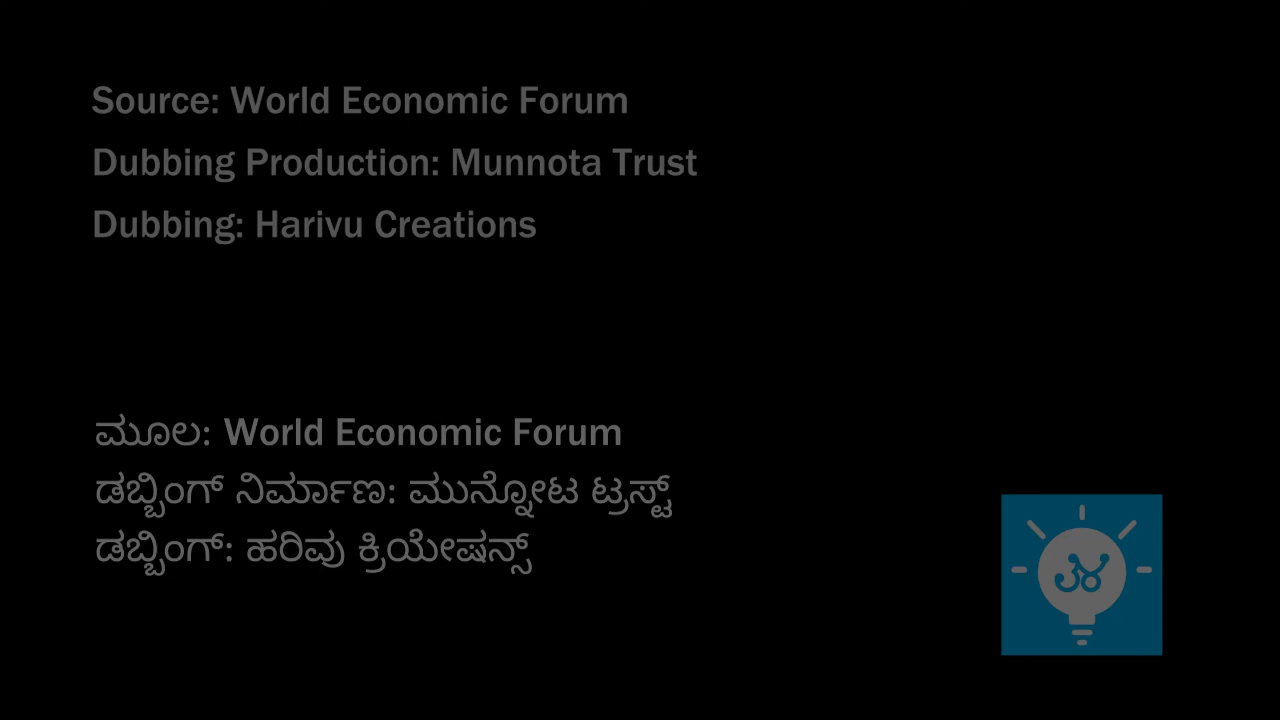 Source: World Economic Forum
Dubbing Production: Munnota Trust
Dubbing: Harivu Creations
ಮೂಲ: World Economic Forum
ಡಬ್ಬಿಂಗ್ ನಿರ್ಮಾಣ: ಮುನ್ನೋಟ ಟ್ರಸ್ಟ್
ಡಬ್ಬಿಂಗ್: ಹರಿವು ಕ್ರಿಯೇಷನ್ಸ್